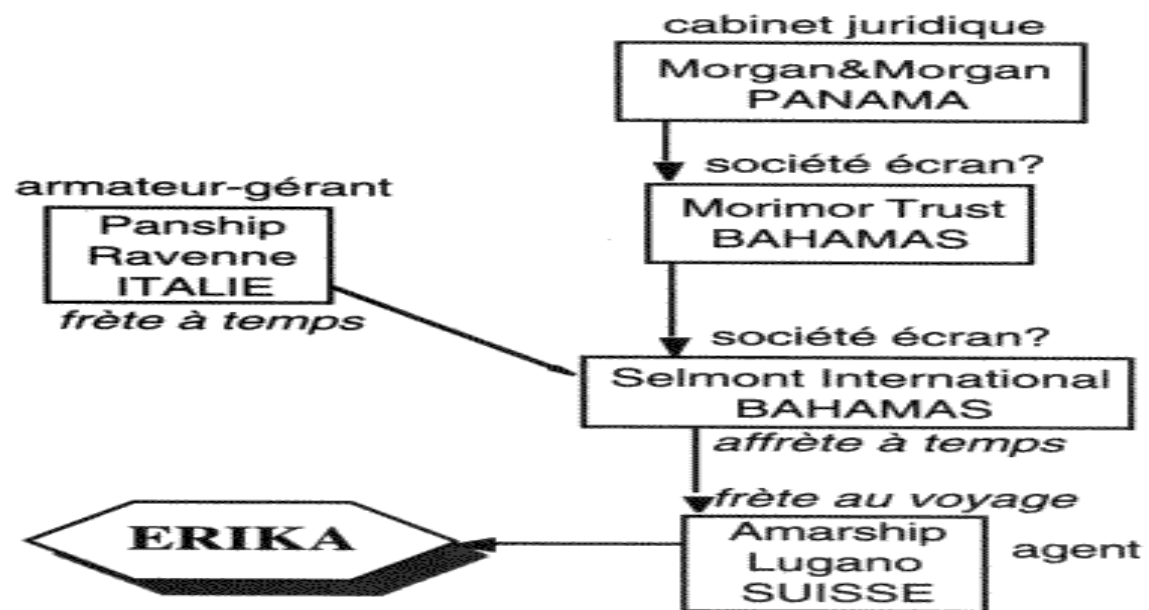 cabinet juridique
Morgan&Morgan
PANAMA
société écran?
Morimor Trust
BAHAMAS
armateur-gérant
Panship
Ravenne
ITALIE
frète à temps
société écran?
Selmont International
BAHAMAS
affrète à temps
frète au voyage
Amarship
Lugano
SUISSE
agent
ERIKA